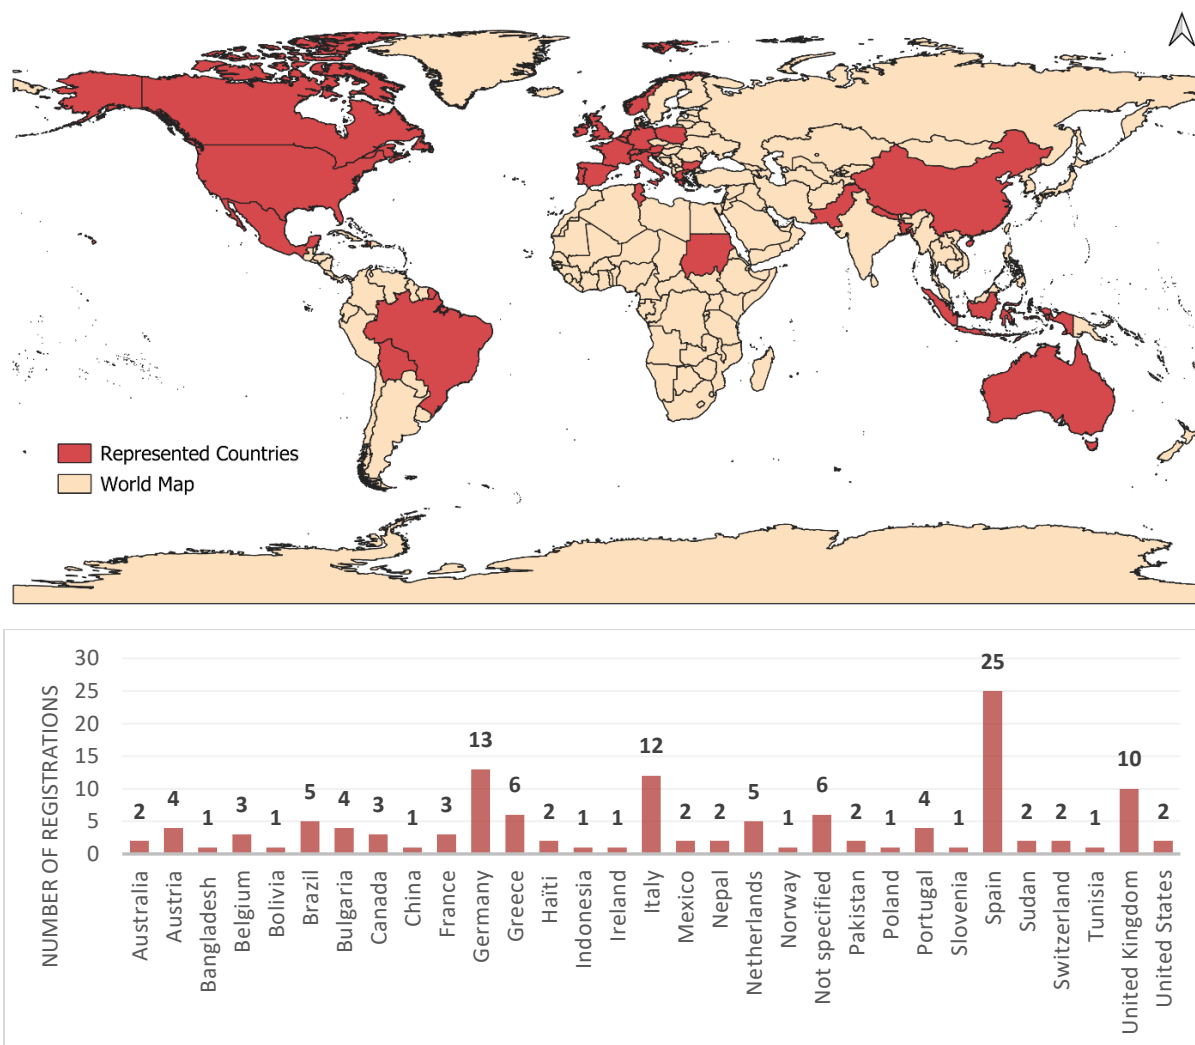 Represented Countries
World Map
NUMBER OF REGISTRATIONS
30
25
20
15
10
5
0
2
4
1
3
1
5
4
3
1
3
13
6
2
1
1
12
2
2
5
1
6
2
1
4
1
25
2
2
1
10
2
Australia
Austria
Bangladesh
Belgium
Bolivia
Brazil
Bulgaria
Canada
China
France
Germany
Greece
Haïti
Indonesia
Ireland
Italy
Mexico
Nepal
Netherlands
Norway
Not specified
Pakistan
Poland
Portugal
Slovenia
Spain
Sudan
Switzerland
Tunisia
United Kingdom
United States